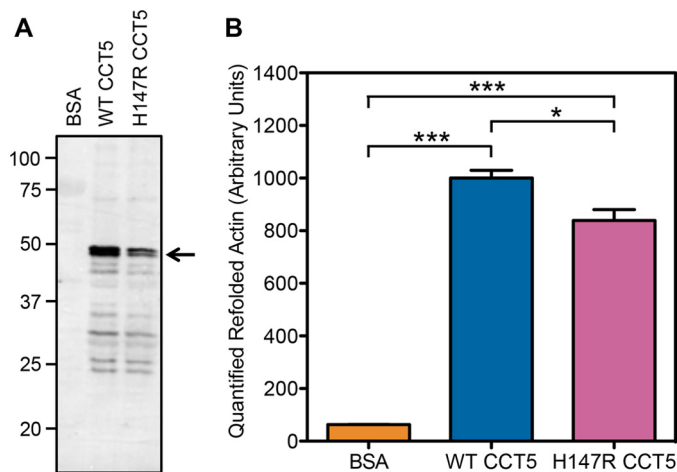 A
BSA
WT CCT5
H147R CCT5
100
75
50
37
25
20
B
Quantified Refolded Actin (Arbitrary Units)
1400
1200
1000
800
600
400
200
0
***
***
*
BSA
WT CCT5
H147R CCT5